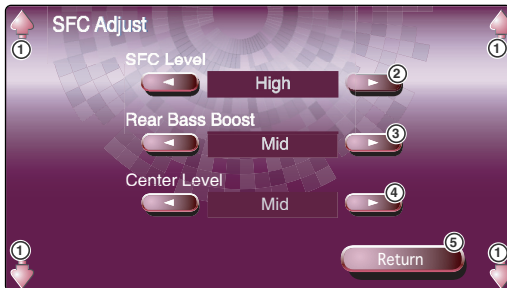 ① SFC Adjust ①
SFC Level
High ②
Rear Bass Boost
Mid ③
Center Level
Mid ④
① Return ⑤ ①